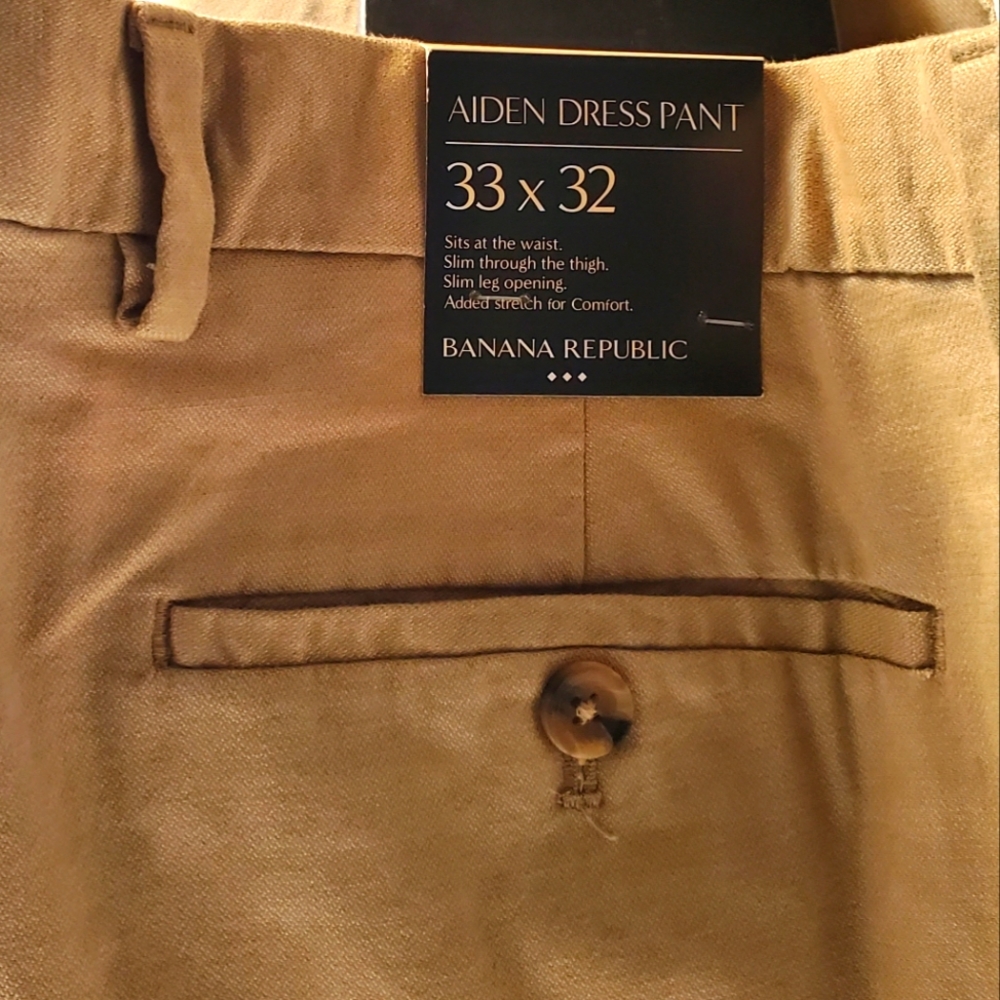 AIDEN DRESS PANT
33 x 32
Sits at the waist.
Slim through the thigh.
Slim leg opening.
Added stretch for Comfort.
BANANA REPUBLIC